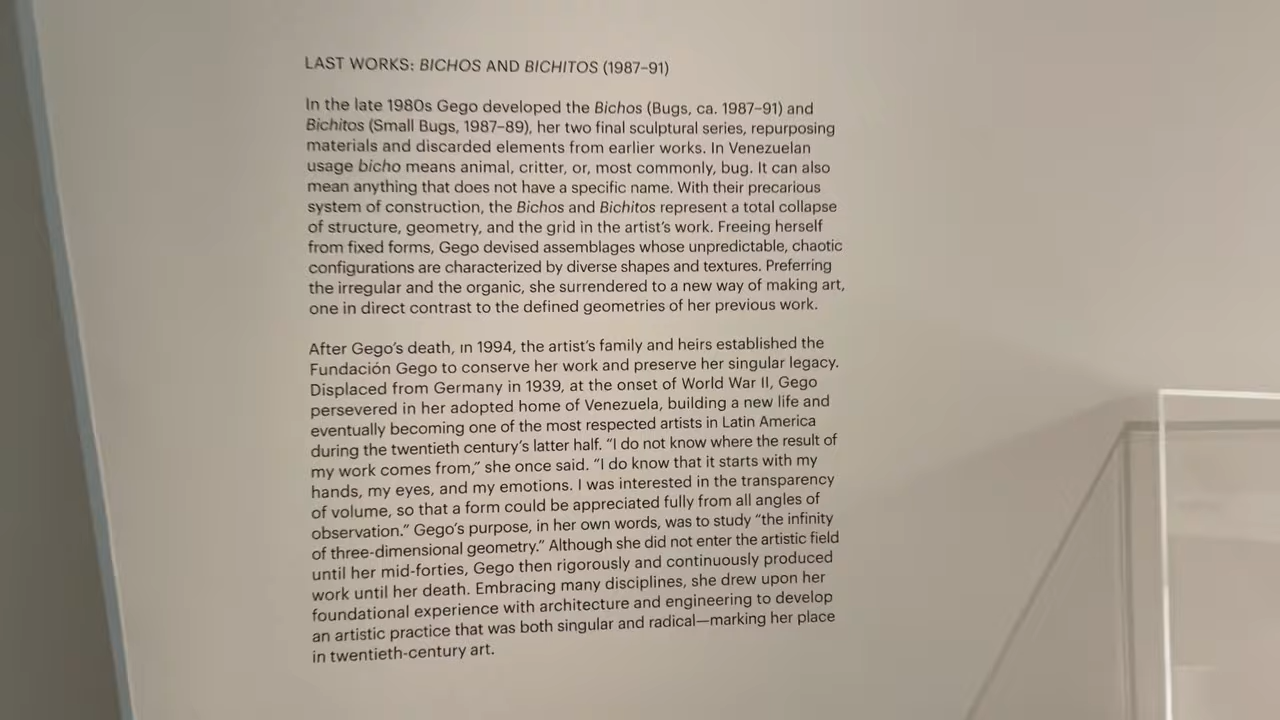 LAST WORKS: BICHOS AND BICHITOS (1987–91)
In the late 1980s Gego developed the Bichos (Bugs, ca. 1987–91) and
Bichitos (Small Bugs, 1987–89), her two final sculptural series, repurposing
materials and discarded elements from earlier works. In Venezuelan
usage bicho means animal, critter, or, most commonly, bug. It can also
mean anything that does not have a specific name. With their precarious
system of construction, the Bichos and Bichitos represent a total collapse
of structure, geometry, and the grid in the artist’s work. Freeing herself
from fixed forms, Gego devised assemblages whose unpredictable, chaotic
configurations are characterized by diverse shapes and textures. Preferring
the irregular and the organic, she surrendered to a new way of making art,
one in direct contrast to the defined geometries of her previous work.
After Gego’s death, in 1994, the artist’s family and heirs established the
Fundación Gego to conserve her work and preserve her singular legacy.
Displaced from Germany in 1939, at the onset of World War II, Gego
persevered in her adopted home of Venezuela, building a new life and
eventually becoming one of the most respected artists in Latin America
during the twentieth century’s latter half. “I do not know where the result of
my work comes from,” she once said. “I do know that it starts with my
hands, my eyes, and my emotions. I was interested in the transparency
of volume, so that a form could be appreciated fully from all angles of
observation.” Gego’s purpose, in her own words, was to study “the infinity
of three-dimensional geometry.” Although she did not enter the artistic field
until her mid-forties, Gego then rigorously and continuously produced
work until her death. Embracing many disciplines, she drew upon her
foundational experience with architecture and engineering to develop
an artistic practice that was both singular and radical—marking her place
in twentieth-century art.